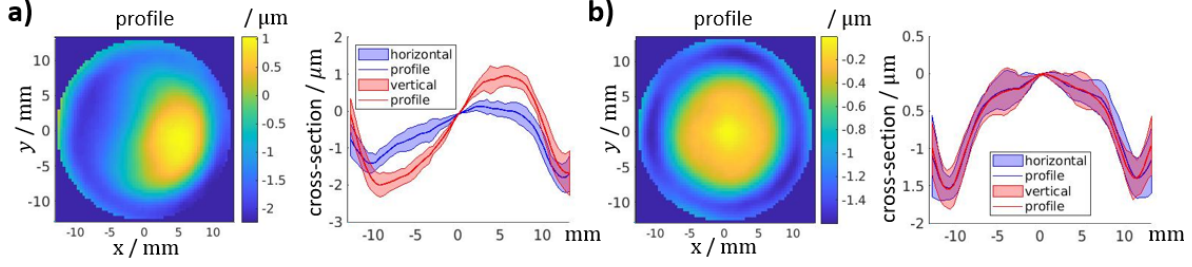 a)
profile
/ μm
y / mm
10
5
0
-5
-10
-10 -5 0 5 10
x / mm
1
0.5
0
-0.5
-1
-1.5
-2
cross-section / μm
2
1
0
-1
-2
-3
horizontal
profile
vertical
profile
-10 -5 0 5 10
mm
b)
profile
/ μm
y / mm
10
5
0
-5
-10
-10 -5 0 5 10
x / mm
-0.2
-0.4
-0.6
-0.8
-1
-1.2
-1.4
cross-section / μm
0.5
0
0.5
1
1.5
2
horizontal
profile
vertical
profile
-10 -5 0 5 10
mm